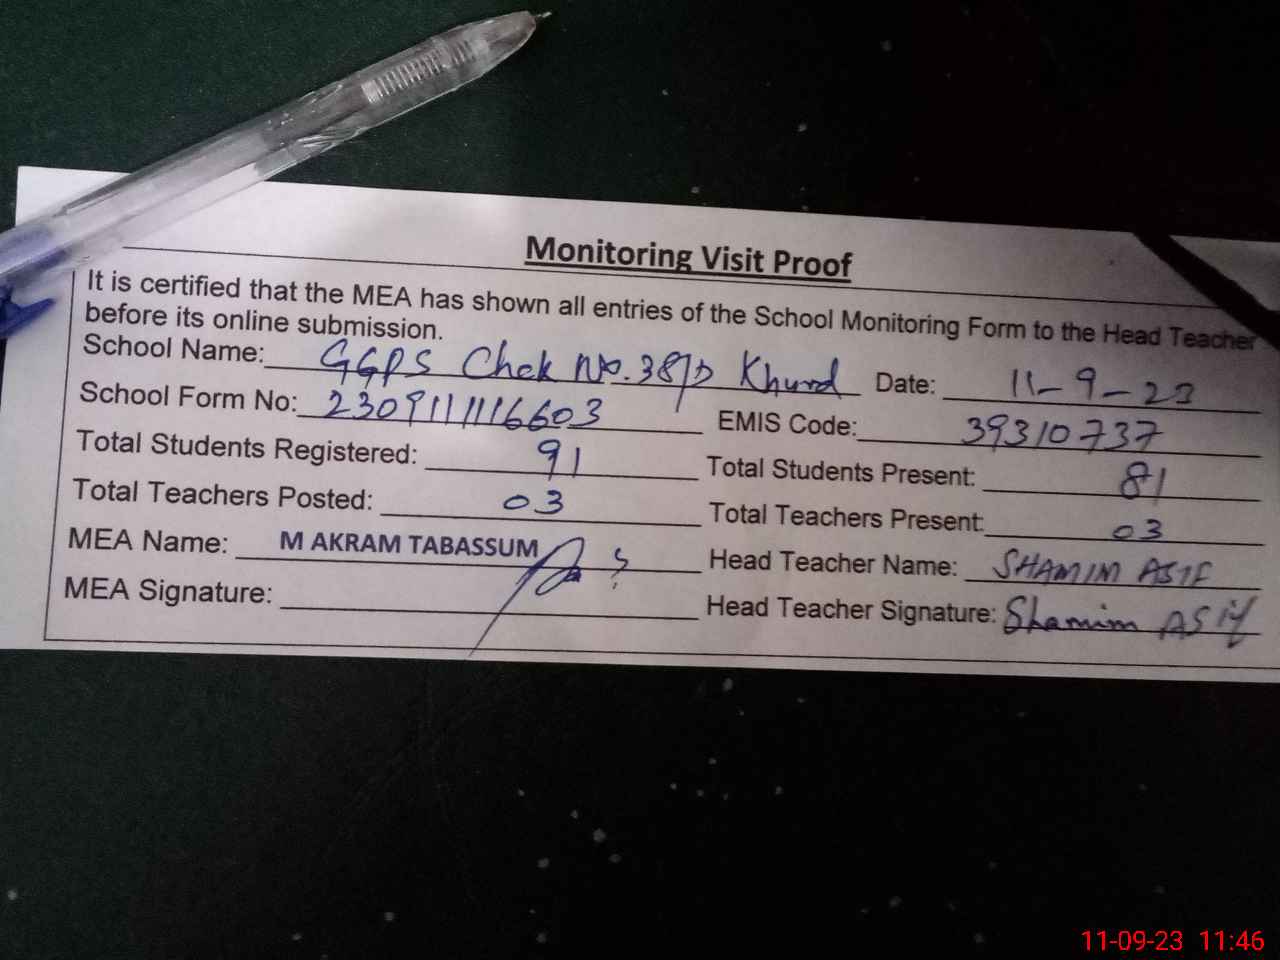 Monitoring Visit Proof
It is certified that the MEA has shown all entries of the School Monitoring Form to the Head Teacher
before its online submission.
School Name: GGPS Chak No. 38/D Khurd Date: 11-9-23
School Form No: 2309111116603 EMIS Code: 39310737
Total Students Registered: 91 Total Students Present: 81
Total Teachers Posted: 03 Total Teachers Present: 03
MEA Name: M AKRAM TABASSUM Head Teacher Name: SHAMIM ASIF
MEA Signature: Head Teacher Signature: Shamim ASif
11-09-23 11:46